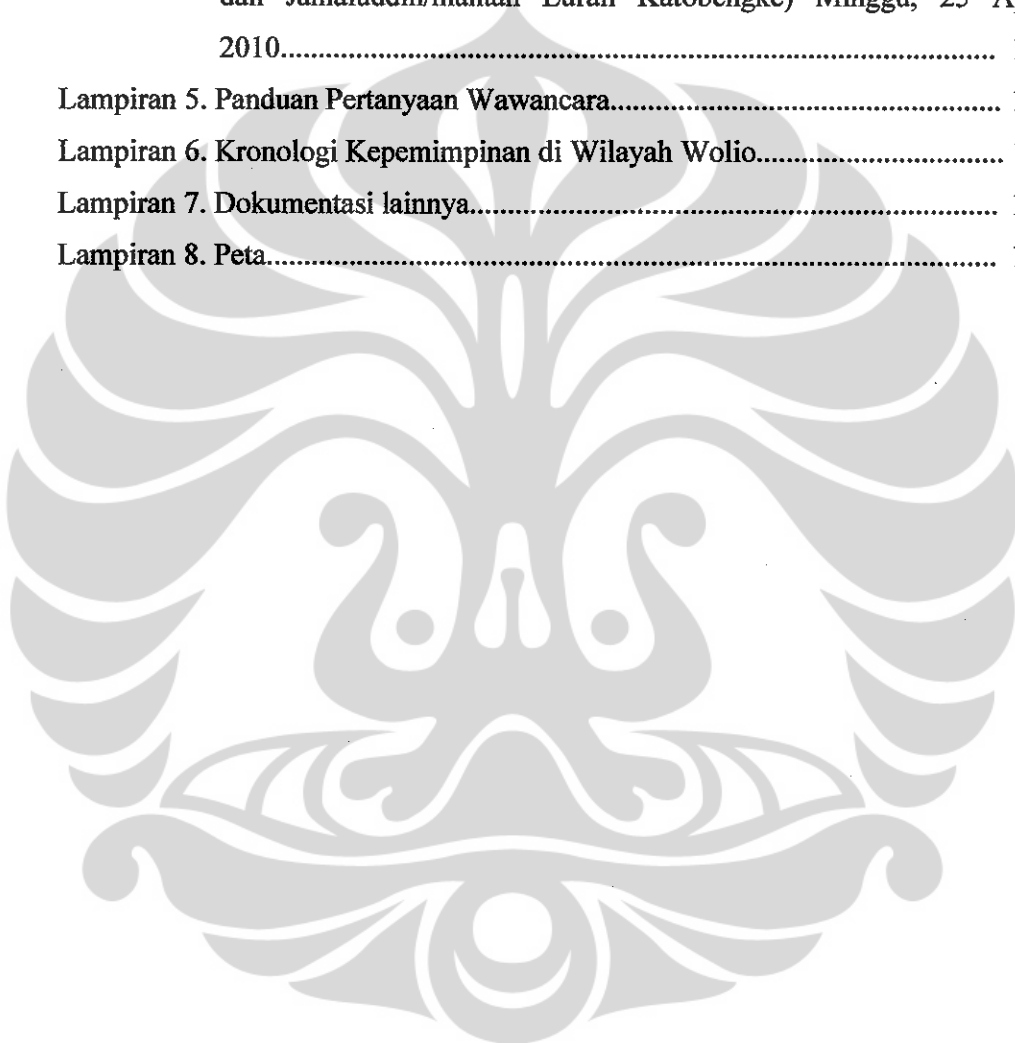 2010.......................................................................................................
Lampiran 5. Panduan Pertanyaan Wawancara.........................................................
Lampiran 6. Kronologi Kepemimpinan di Wilayah Wolio....................................
Lampiran 7. Dokumentasi lainnya..............................................................................
Lampiran 8. Peta...........................................................................................................